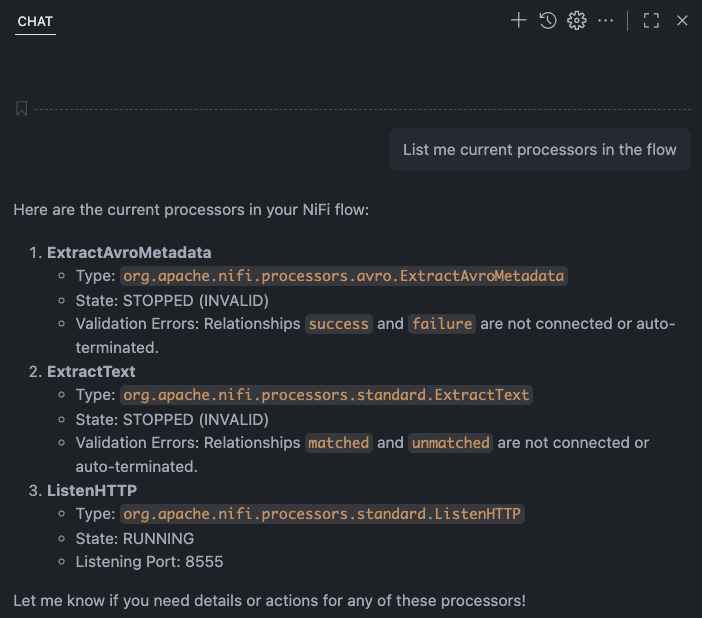 CHAT
List me current processors in the flow
Here are the current processors in your NiFi flow:
1. ExtractAvroMetadata
Type: org.apache.nifi.processors.avro.ExtractAvroMetadata
State: STOPPED (INVALID)
Validation Errors: Relationships success and failure are not connected or auto-
terminated.
2. ExtractText
Type: org.apache.nifi.processors.standard.ExtractText
State: STOPPED (INVALID)
Validation Errors: Relationships matched and unmatched are not connected or
auto-terminated.
3. ListenHTTP
Type: org.apache.nifi.processors.standard.ListenHTTP
State: RUNNING
Listening Port: 8555
Let me know if you need details or actions for any of these processors!